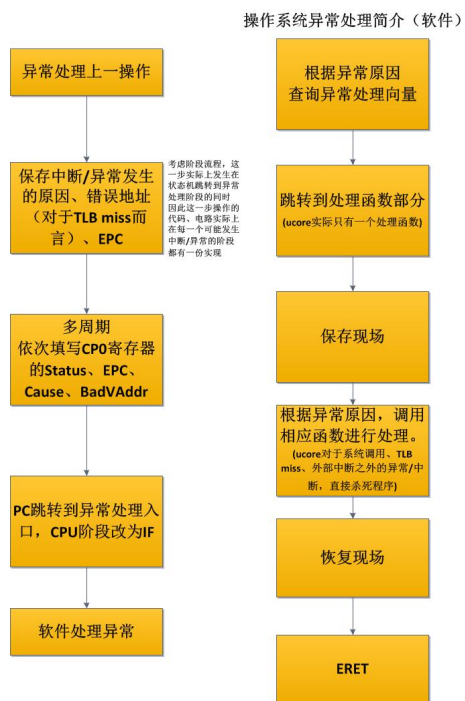 操作系统异常处理简介（软件）
异常处理上一操作
保存中断/异常发生
的原因、错误地址
（对于TLB miss而
言）、EPC
考虑阶段流程，这
一步实际上发生在
状态机跳转到异常
处理阶段的同时
因此这一步操作的
代码、电路实际上
在每一个可能发生
中断/异常的阶段
都有一份实现
多周期
依次填写CP0寄存器
的Status、EPC、
Cause、BadVAddr
PC跳转到异常处理入
口，CPU阶段改为IF
软件处理异常
根据异常原因
查询异常处理向量
跳转到处理函数部分
(ucore实际只有一个处理函数)
保存现场
根据异常原因，调用
相应函数进行处理。
(ucore对于系统调用、TLB
miss、外部中断之外的异常/中
断，直接杀死程序)
恢复现场
ERET